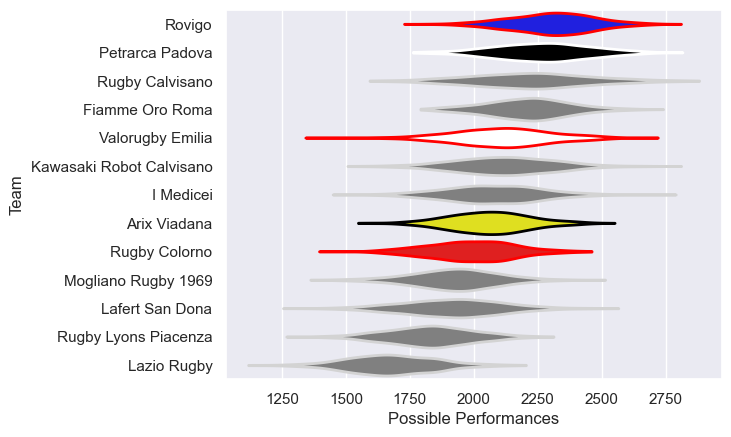 Rovigo
Petrarca Padova
Rugby Calvisano
Fiamme Oro Roma
Valorugby Emilia
Kawasaki Robot Calvisano
I Medicei
Arix Viadana
Rugby Colorno
Mogliano Rugby 1969
Lafert San Dona
Rugby Lyons Piacenza
Lazio Rugby
Team
1250 1500 1750 2000 2250 2500 2750
Possible Performances